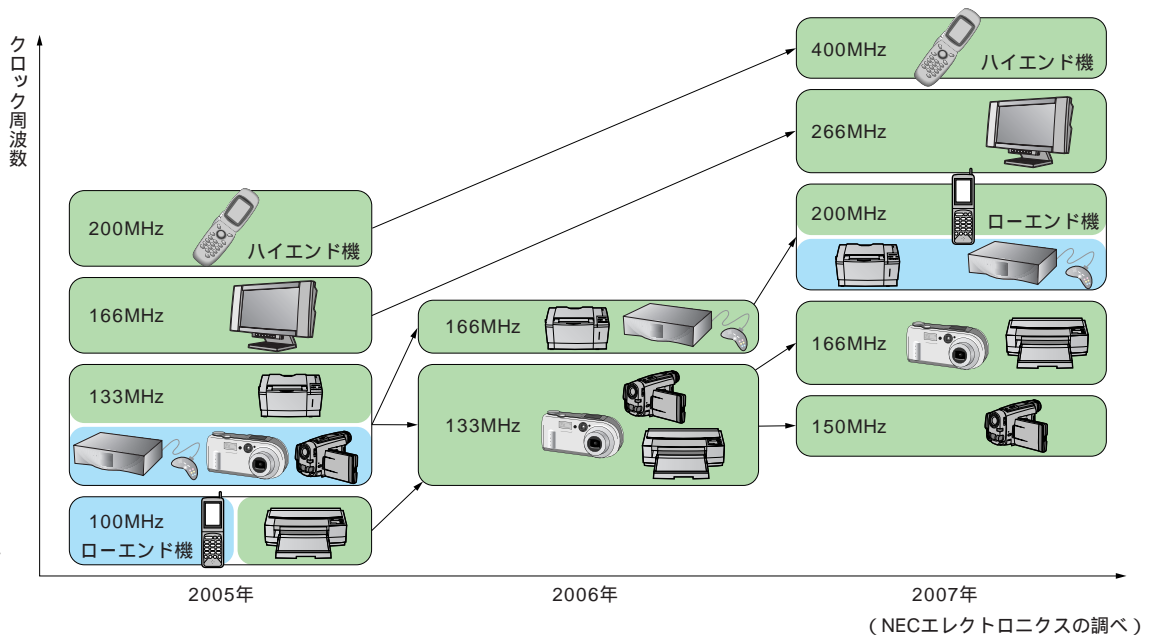 クロック周波数
200MHz
ハイエンド機
166MHz
133MHz
100MHz
ローエンド機
166MHz
133MHz
400MHz
ハイエンド機
266MHz
200MHz
ローエンド機
166MHz
150MHz
2005年
2006年
2007年
(NECエレクトロニクスの調べ)